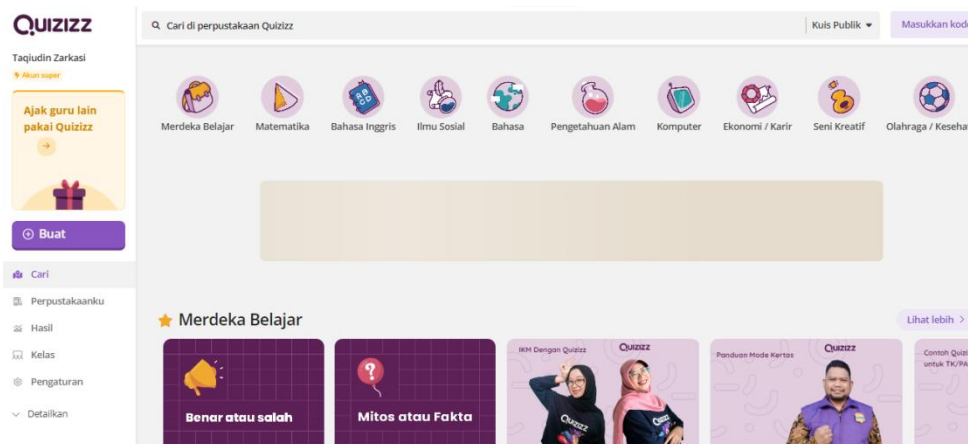 QUIZIZZ
Cari di perpustakaan Quizizz
Kuis Publik
Masukkan kode
Taqiudin Zarkasi
Akun super
Ajak guru lain
pakai Quizizz
Merdeka Belajar
Matematika
Bahasa Inggris
Ilmu Sosial
Bahasa
Pengetahuan Alam
Komputer
Ekonomi / Karir
Seni Kreatif
Olahraga / Kesehat
Buat
Cari
Perpustakaanku
Hasil
Kelas
Pengaturan
Detailkan
Merdeka Belajar
Lihat lebih
Benar atau salah
Mitos atau Fakta
IKM Dengan Quizizz
QUIZIZZ
Panduan Mode Kertas
QUIZIZZ
Contoh Quizi
untuk TK/PA